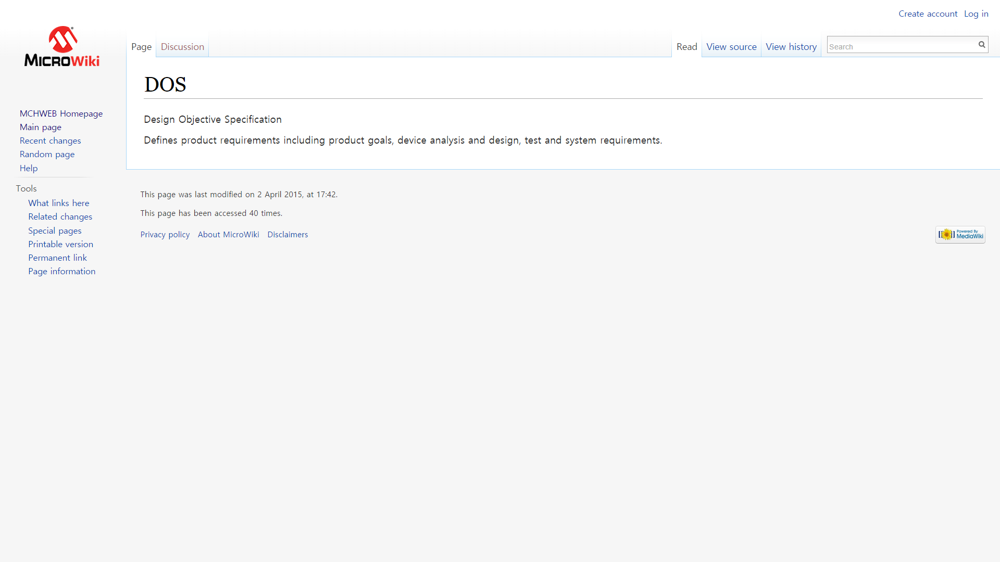 Create account Log in
MICROWiki
Page Discussion Read View source View history Search
DOS
Design Objective Specification
Defines product requirements including product goals, device analysis and design, test and system requirements.
MCHWEB Homepage
Main page
Recent changes
Random page
Help
Tools
What links here
Related changes
Special pages
Printable version
Permanent link
Page information
This page was last modified on 2 April 2015, at 17:42.
This page has been accessed 40 times.
Privacy policy About MicroWiki Disclaimers
Powered By
MediaWiki